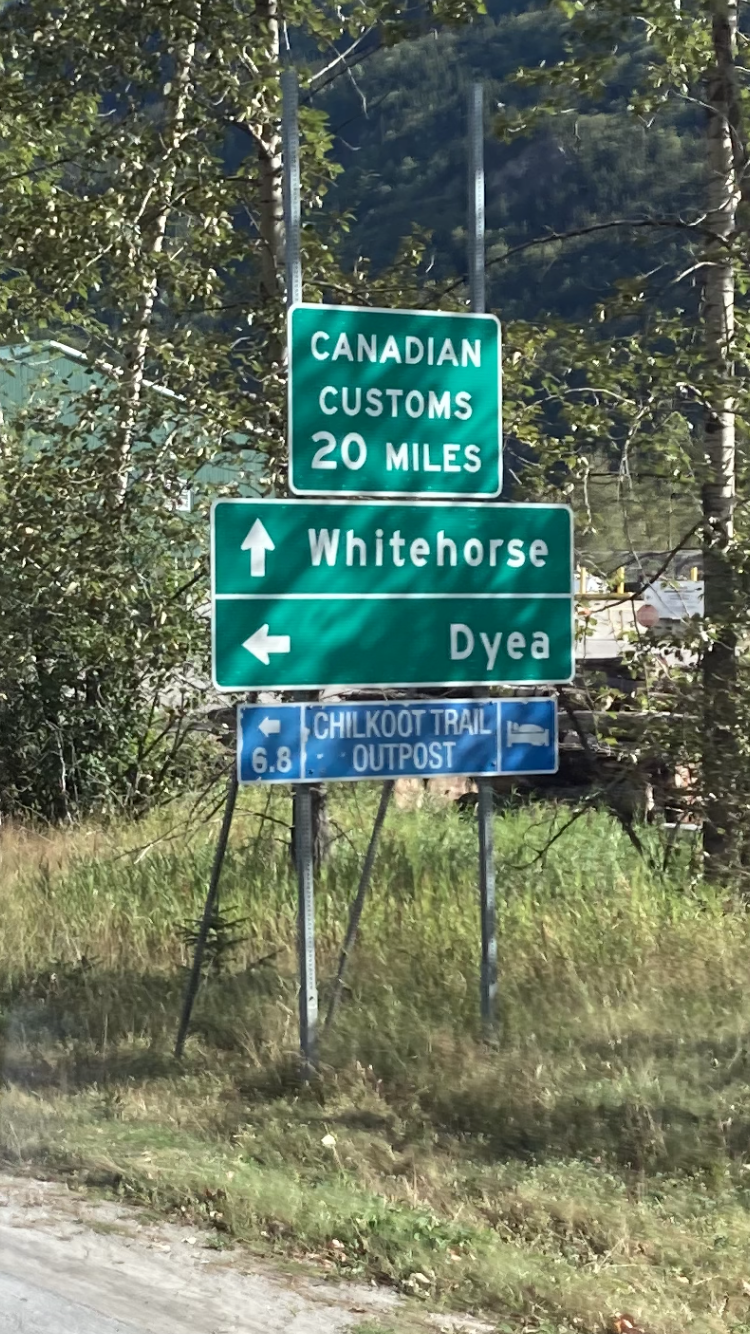 CANADIAN
CUSTOMS
20 MILES
Whitehorse
Dyea
6.8 CHILKOOT TRAIL
OUTPOST